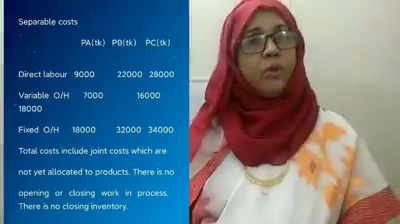 Separable costs
PA(tk) PB(tk) PC(tk)
Direct labour 9000 22000 28000
Variable O/H 7000 16000
18000
Fixed O/H 18000 32000 34000
Total costs include joint costs which are
not yet allocated to products. There is no
opening or closing work in process.
There is no closing inventory.